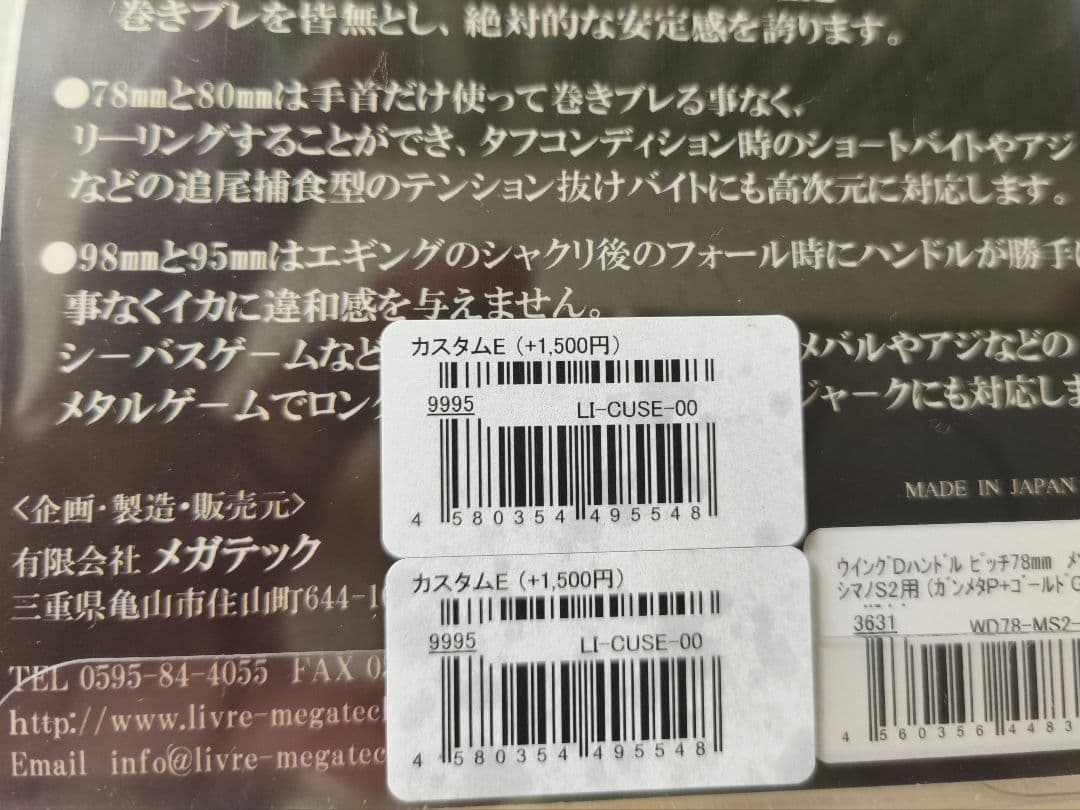 巻きブレを皆無とし、絶対的な安定感を誇ります。
●78mmと80mmは手首だけ使って巻きブレる事なく、
リーリングすることができ、タフコンディション時のショートバイトやアジ
などの追尾捕食型のテンション抜けバイトにも高次元に対応します。
●98mmと95mmはエギングのシャクリ後のフォール時にハンドルが勝手に
事なくイカに違和感を与えません。
シーバスゲームなど
メバルやアジなどの
メタルゲームでロング
ジャークにも対応しま
カスタムE (+1,500円)
9995 LI-CUSE-00
4 580354 495548
MADE IN JAPAN
<企画・製造・販売元>
有限会社 メガテック
三重県亀山市住山町644-1
TEL 0595-84-4055 FAX 0
http://www.livre-megatec
Email info@livre-megatec
カスタムE (+1,500円)
9995 LI-CUSE-00
4 580354 495548
ウイングDハンドル ピッチ78mm メ
シマノS2用 (ガンメタP+ゴールドC
3631 WD78-MS2-
4 560356 4483